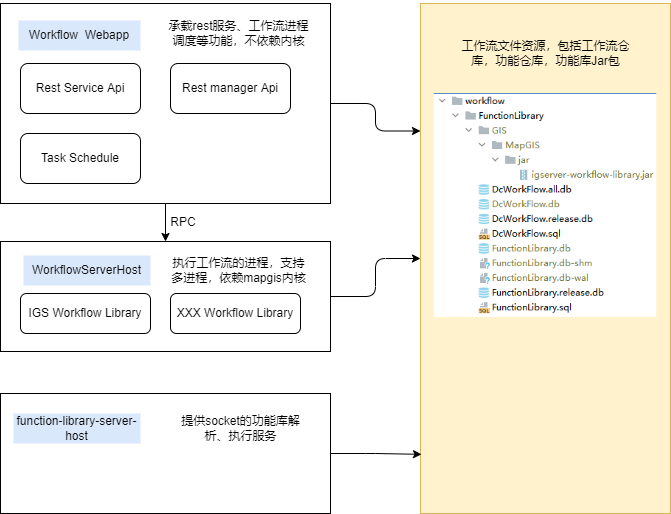 Workflow  Webapp
承载rest服务、工作流进程
调度等功能，不依赖内核
Rest Service Api
Rest manager Api
Task Schedule
RPC
WorkflowServerHost
执行工作流的进程，支持
多进程，依赖mapgis内核
IGS Workflow Library
XXX Workflow Library
function-library-server-
host
提供socket的功能库解
析、执行服务
工作流文件资源，包括工作流仓
库，功能仓库，功能库Jar包
workflow
FunctionLibrary
GIS
MapGIS
jar
igserver-workflow-library.jar
DcWorkFlow.all.db
DcWorkFlow.db
DcWorkFlow.release.db
DcWorkFlow.sql
FunctionLibrary.db
FunctionLibrary.db-shm
FunctionLibrary.db-wal
FunctionLibrary.release.db
FunctionLibrary.sql